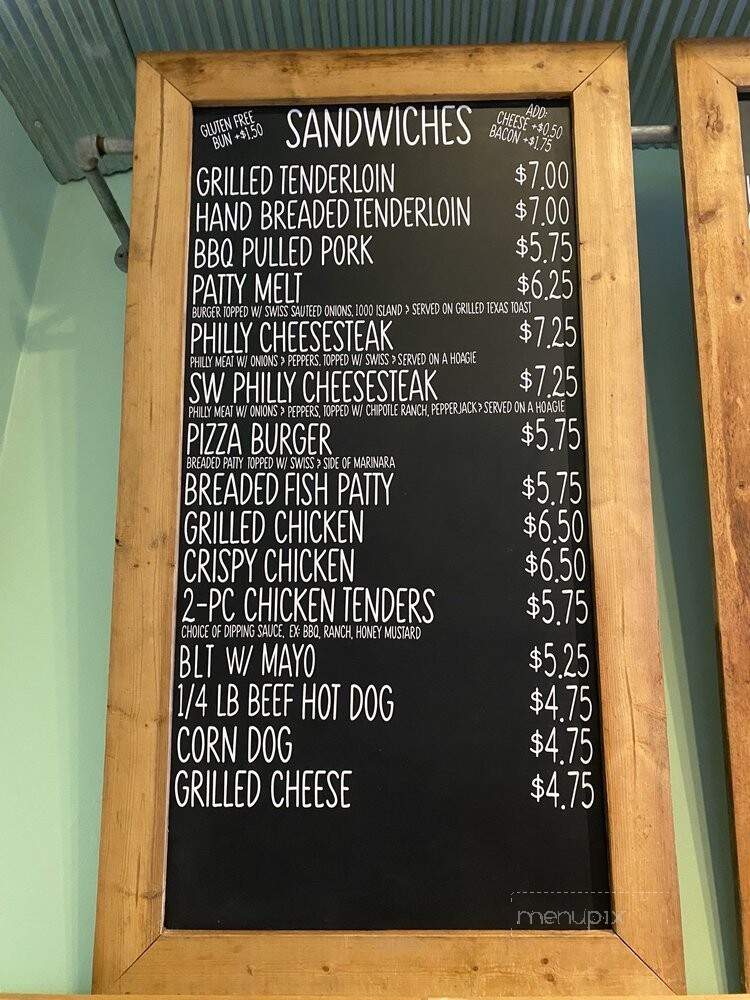 GLUTEN FREE
BUN +$1.50
SANDWICHES
ADD:
CHEESE +$0.50
BACON +$1.75
GRILLED TENDERLOIN $7.00
HAND BREADED TENDERLOIN $7.00
BBQ PULLED PORK $5.75
PATTY MELT $6.25
BURGER TOPPED W/ SWISS SAUTEED ONIONS, 1000 ISLAND & SERVED ON GRILLED TEXAS TOAST
PHILLY CHEESESTEAK $7.25
PHILLY MEAT W/ ONIONS & PEPPERS, TOPPED W/ SWISS & SERVED ON A HOAGIE
SW PHILLY CHEESESTEAK $7.25
PHILLY MEAT W/ ONIONS & PEPPERS, TOPPED W/ CHIPOTLE RANCH, PEPPERJACK & SERVED ON A HOAGIE
PIZZA BURGER $5.75
BREADED PATTY TOPPED W/ SWISS & SIDE OF MARINARA
BREADED FISH PATTY $5.75
GRILLED CHICKEN $6.50
CRISPY CHICKEN $6.50
2-PC CHICKEN TENDERS $5.75
CHOICE OF DIPPING SAUCE, EX: BBQ, RANCH, HONEY MUSTARD
BLT W/ MAYO $5.25
1/4 LB BEEF HOT DOG $4.75
CORN DOG $4.75
GRILLED CHEESE $4.75
menupix